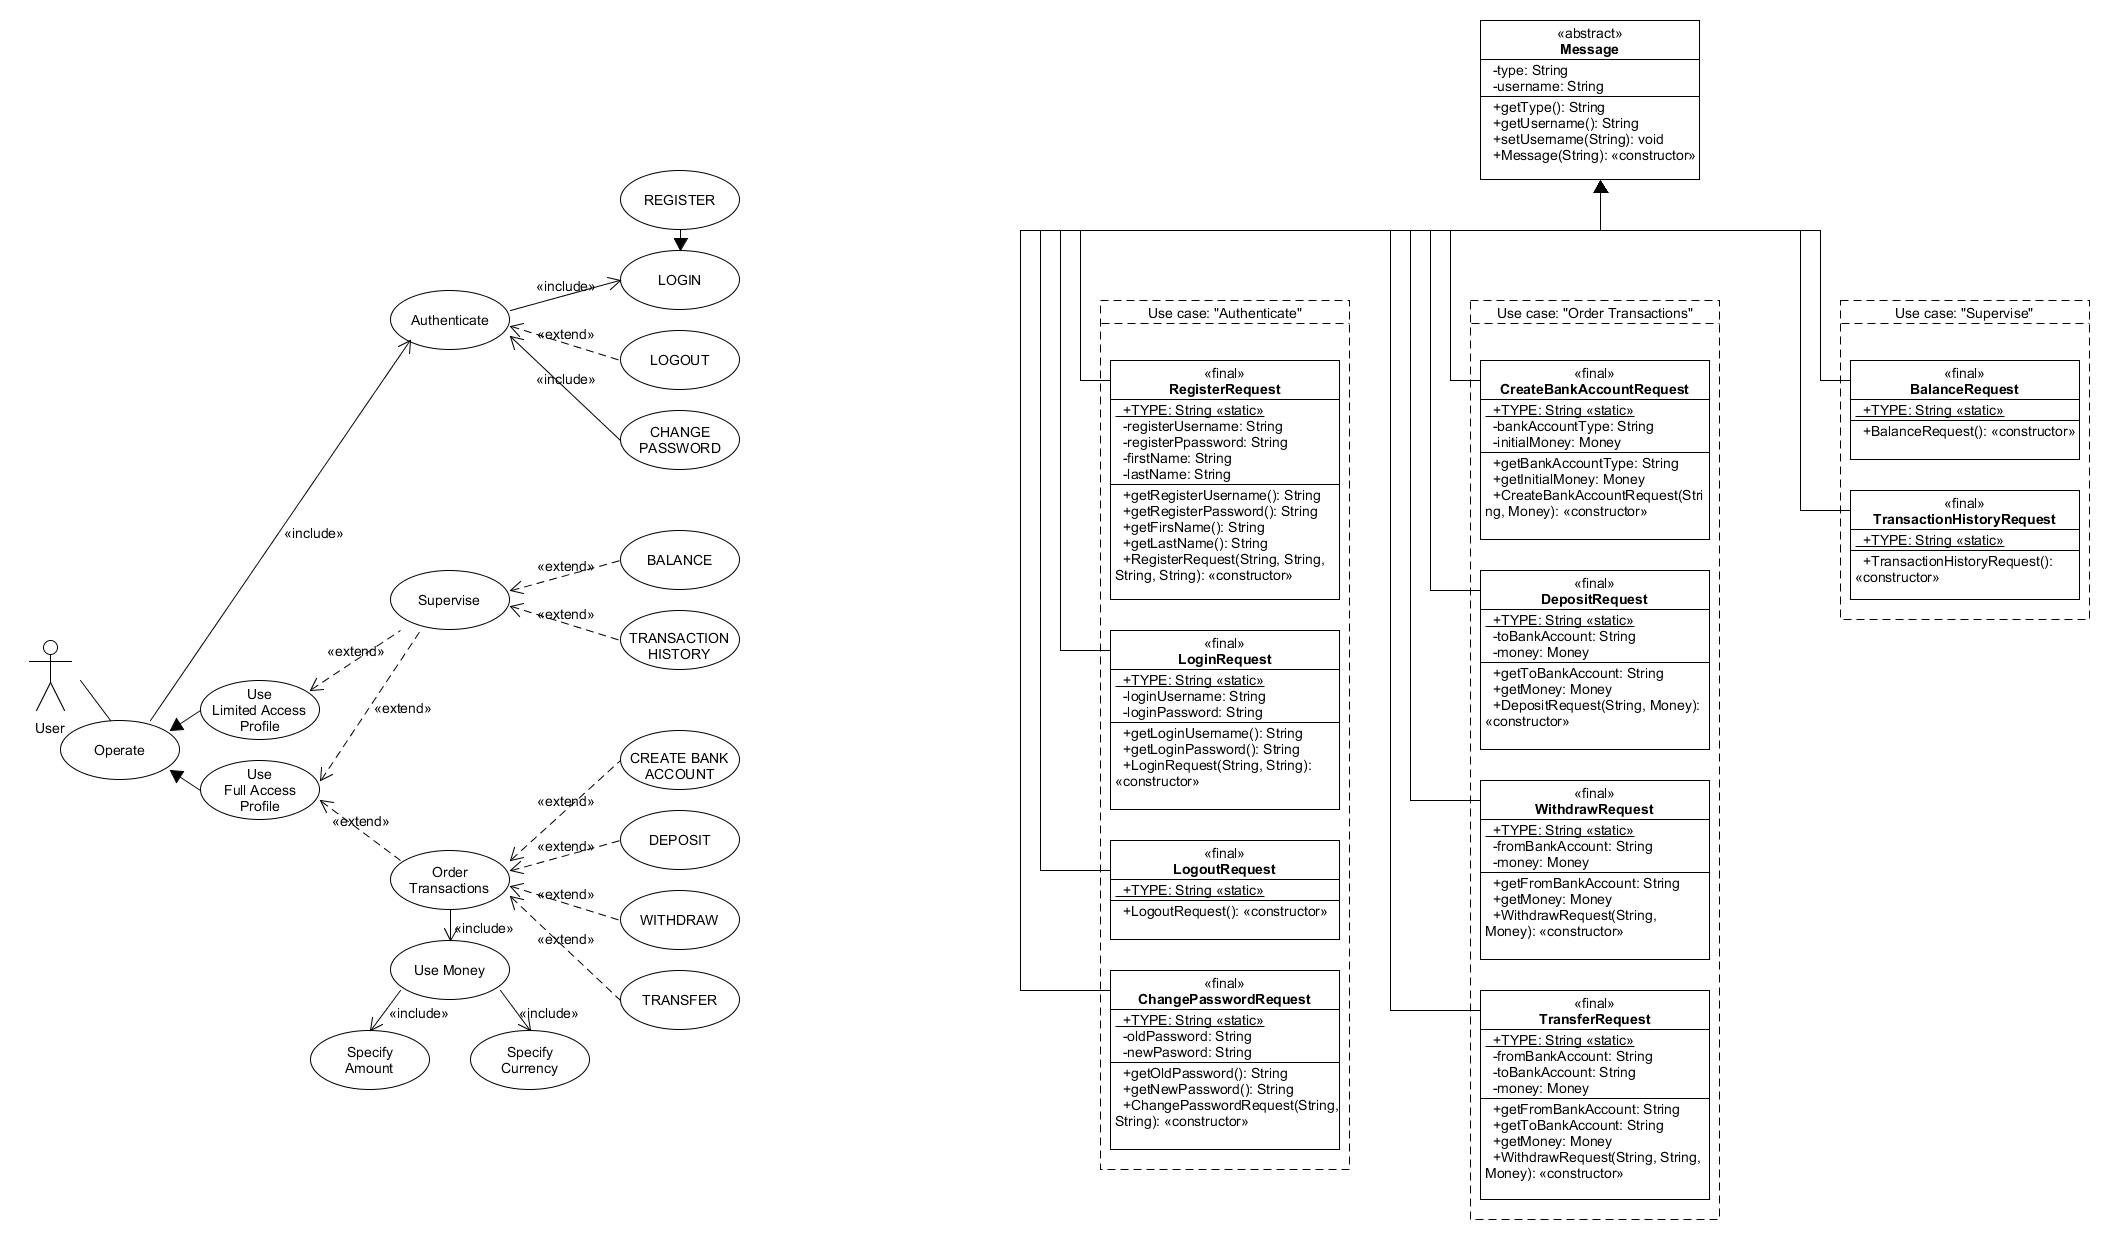 REGISTER
LOGIN
«include»
Authenticate
«extend»
LOGOUT
«include»
CHANGE
PASSWORD
«include»
BALANCE
«extend»
Supervise
«extend»
TRANSACTION
HISTORY
«extend»
User
Use
Limited Access
Profile
«extend»
Operate
Use
Full Access
Profile
«extend»
CREATE BANK
ACCOUNT
«extend»
DEPOSIT
«extend»
Order
Transactions
«extend»
WITHDRAW
«include»
«extend»
Use Money
TRANSFER
«include»
«include»
Specify
Amount
Specify
Currency
«abstract»
Message
-type: String
-username: String
+getType(): String
+getUsername(): String
+setUsername(String): void
+Message(String): «constructor»
Use case: "Authenticate"
«final»
RegisterRequest
+TYPE: String «static»
-registerUsername: String
-registerPpassword: String
-firstName: String
-lastName: String
+getRegisterUsername(): String
+getRegisterPassword(): String
+getFirsName(): String
+getLastName(): String
+RegisterRequest(String, String,
String, String): «constructor»
«final»
LoginRequest
+TYPE: String «static»
-loginUsername: String
-loginPassword: String
+getLoginUsername(): String
+getLoginPassword(): String
+LoginRequest(String, String):
«constructor»
«final»
LogoutRequest
+TYPE: String «static»
+LogoutRequest(): «constructor»
«final»
ChangePasswordRequest
+TYPE: String «static»
-oldPassword: String
-newPasword: String
+getOldPassword(): String
+getNewPassword(): String
+ChangePasswordRequest(String,
String): «constructor»
Use case: "Order Transactions"
«final»
CreateBankAccountRequest
+TYPE: String «static»
-bankAccountType: String
-initialMoney: Money
+getBankAccountType: String
+getInitialMoney: Money
+CreateBankAccountRequest(Stri
ng, Money): «constructor»
«final»
DepositRequest
+TYPE: String «static»
-toBankAccount: String
-money: Money
+getToBankAccount: String
+getMoney: Money
+DepositRequest(String, Money):
«constructor»
«final»
WithdrawRequest
+TYPE: String «static»
-fromBankAccount: String
-money: Money
+getFromBankAccount: String
+getMoney: Money
+WithdrawRequest(String,
Money): «constructor»
«final»
TransferRequest
+TYPE: String «static»
-fromBankAccount: String
-toBankAccount: String
-money: Money
+getFromBankAccount: String
+getToBankAccount: String
+getMoney: Money
+WithdrawRequest(String, String,
Money): «constructor»
Use case: "Supervise"
«final»
BalanceRequest
+TYPE: String «static»
+BalanceRequest(): «constructor»
«final»
TransactionHistoryRequest
+TYPE: String «static»
+TransactionHistoryRequest():
«constructor»